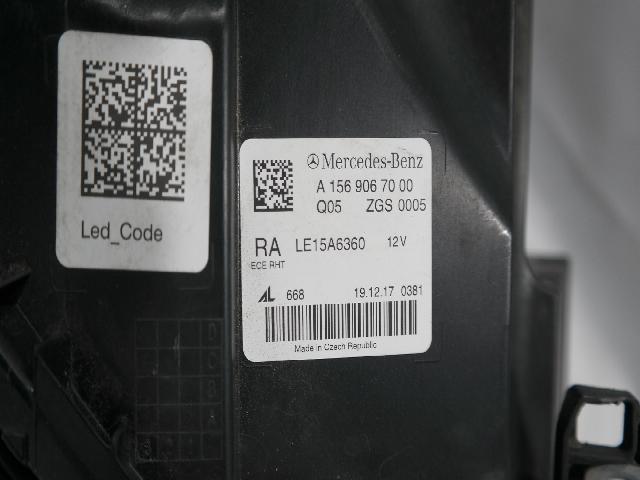 Led_Code
Mercedes-Benz
A 156 906 70 00
Q05 ZGS 0005
RA LE15A6360 12V
ECE RHT
AL 668 19.12.17 0381
Made in Czech Republic